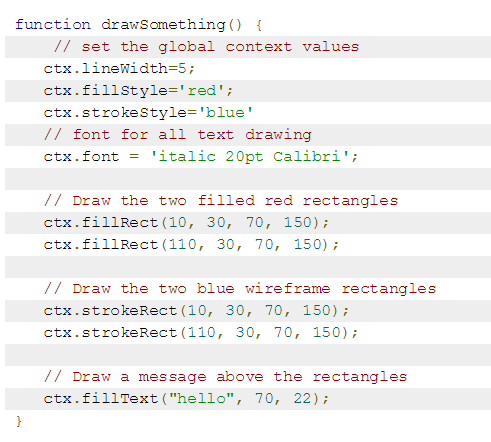 function drawSomething() {
// set the global context values
ctx.lineWidth=5;
ctx.fillStyle='red';
ctx.strokeStyle='blue'
// font for all text drawing
ctx.font = 'italic 20pt Calibri';
// Draw the two filled red rectangles
ctx.fillRect(10, 30, 70, 150);
ctx.fillRect(110, 30, 70, 150);
// Draw the two blue wireframe rectangles
ctx.strokeRect(10, 30, 70, 150);
ctx.strokeRect(110, 30, 70, 150);
// Draw a message above the rectangles
ctx.fillText("hello", 70, 22);
}